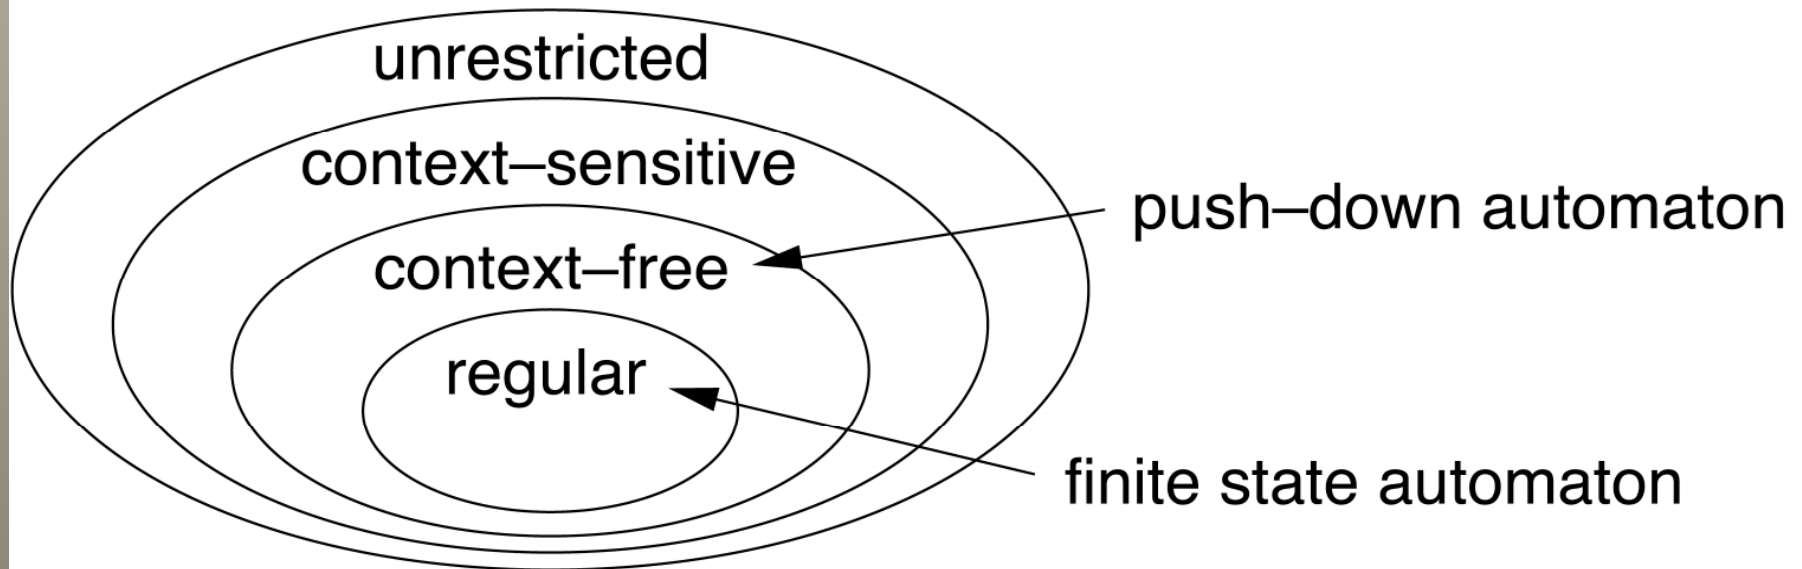 unrestricted
context–sensitive
push–down automaton
context–free
regular
finite state automaton